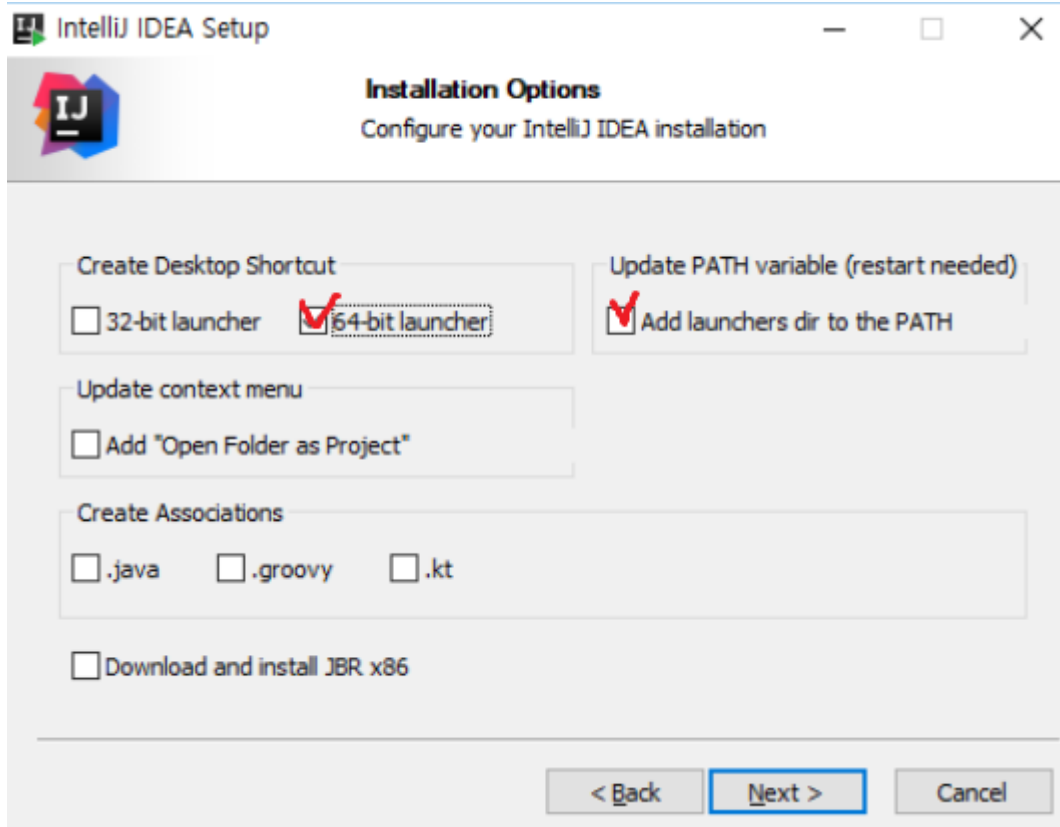 IntelliJ IDEA Setup
IJ
Installation Options
Configure your IntelliJ IDEA installation
Create Desktop Shortcut
Update PATH variable (restart needed)
32-bit launcher 64-bit launcher
Add launchers dir to the PATH
Update context menu
Add "Open Folder as Project"
Create Associations
.java .groovy .kt
Download and install JBR x86
< Back Next > Cancel